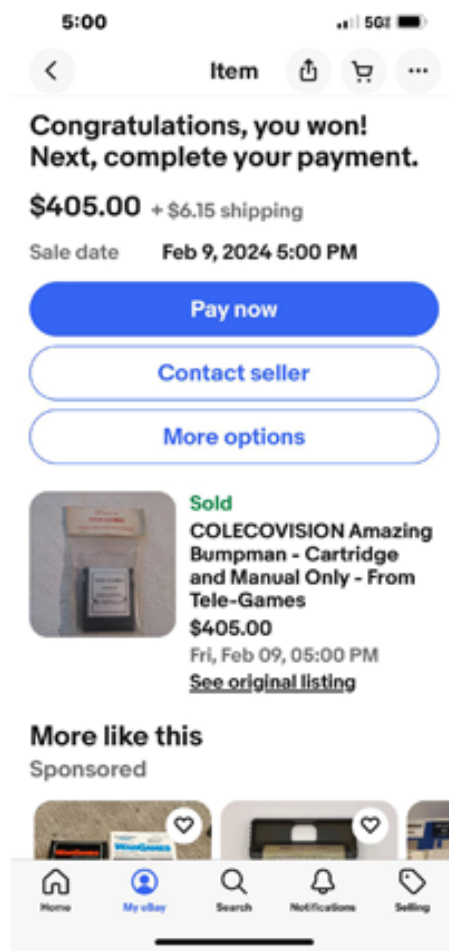 5:00
5G
Item
Congratulations, you won!
Next, complete your payment.
$405.00 + $6.15 shipping
Sale date Feb 9, 2024 5:00 PM
Pay now
Contact seller
More options
Sold
COLECOVISION Amazing
Bumpman - Cartridge
and Manual Only - From
Tele-Games
$405.00
Fri, Feb 09, 05:00 PM
See original listing
More like this
Sponsored
Home
My eBay
Search
Notifications
Selling